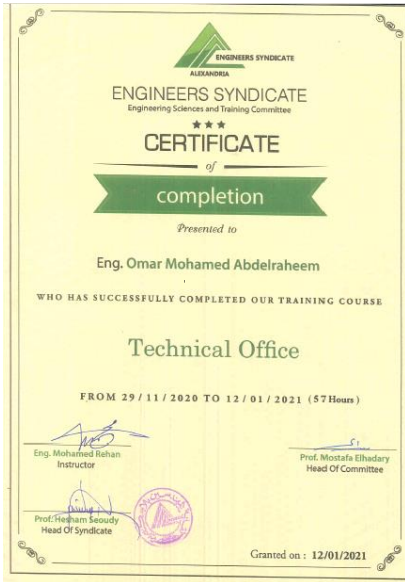 ENGINEERS SYNDICATE
ALEXANDRIA
ENGINEERS SYNDICATE
Engineering Sciences and Training Committee
CERTIFICATE
of
completion
Presented to
Eng. Omar Mohamed Abdelraheem
WHO HAS SUCCESSFULLY COMPLETED OUR TRAINING COURSE
Technical Office
FROM 29/11/2020 TO 12/01/2021 (57 Hours)
Eng. Mohamed Rehan
Instructor
Prof. Mostafa Elhadary
Head Of Committee
Prof. Hesham Seoudy
Head Of Syndicate
Granted on : 12/01/2021